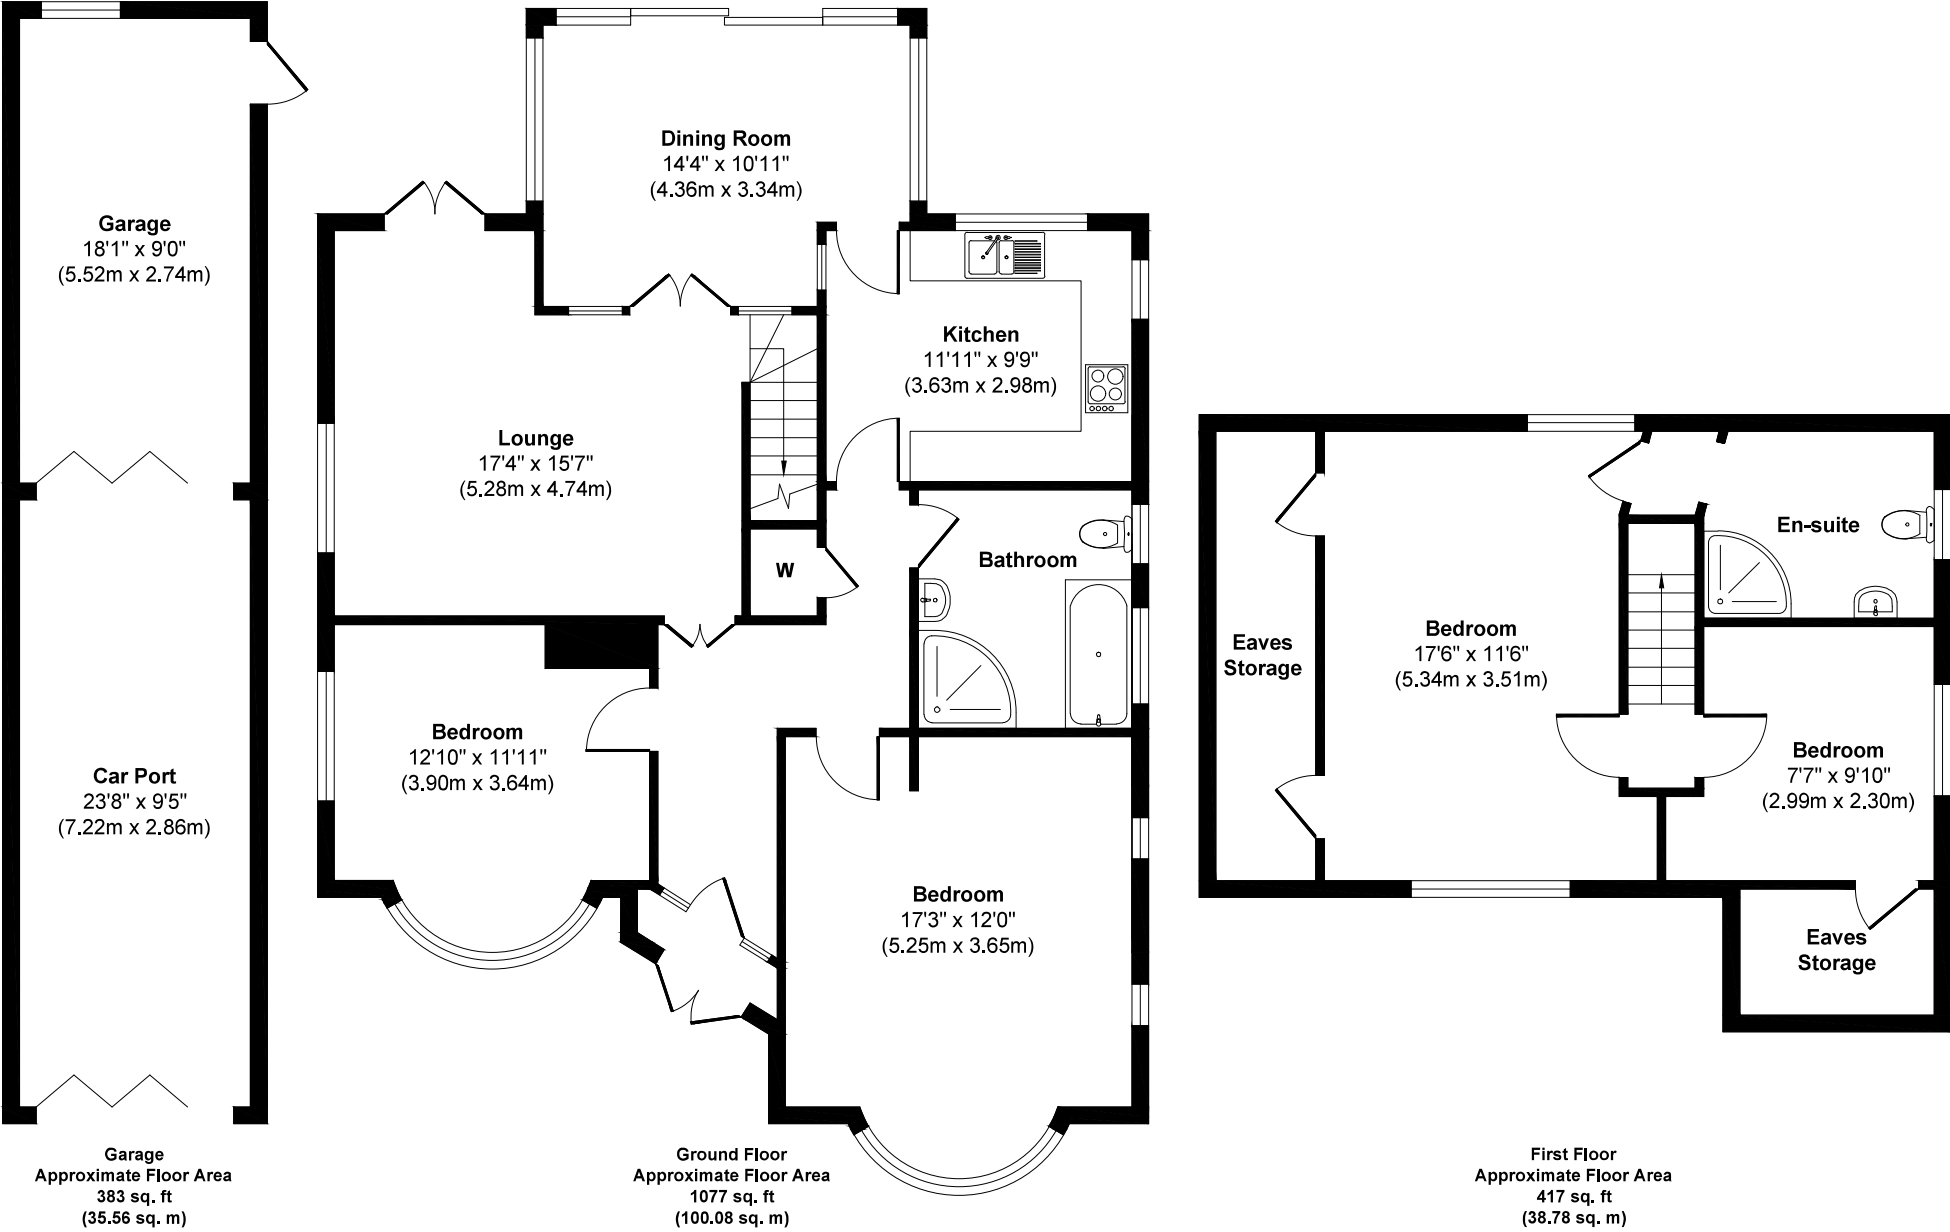 Garage
18'1" x 9'0"
(5.52m x 2.74m)
Car Port
23'8" x 9'5"
(7.22m x 2.86m)
Garage
Approximate Floor Area
383 sq. ft
(35.56 sq. m)
Dining Room
14'4" x 10'11"
(4.36m x 3.34m)
Kitchen
11'11" x 9'9"
(3.63m x 2.98m)
Lounge
17'4" x 15'7"
(5.28m x 4.74m)
W
Bathroom
Bedroom
12'10" x 11'11"
(3.90m x 3.64m)
Bedroom
17'3" x 12'0"
(5.25m x 3.65m)
Ground Floor
Approximate Floor Area
1077 sq. ft
(100.08 sq. m)
En-suite
Eaves
Storage
Bedroom
17'6" x 11'6"
(5.34m x 3.51m)
Bedroom
7'7" x 9'10"
(2.99m x 2.30m)
Eaves
Storage
First Floor
Approximate Floor Area
417 sq. ft
(38.78 sq. m)